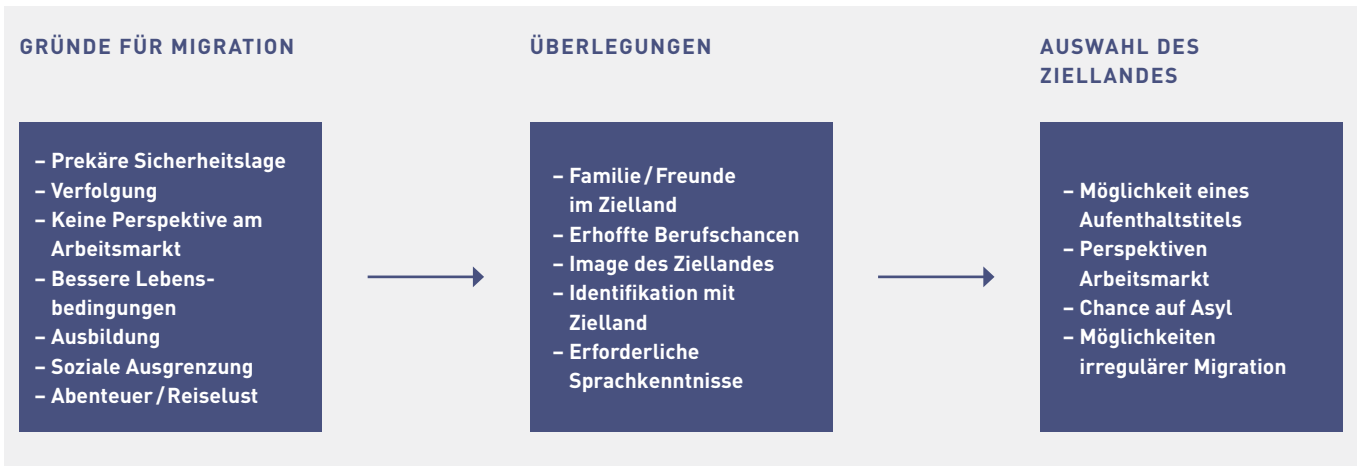 GRÜNDE FÜR MIGRATION
– Prekäre Sicherheitslage
– Verfolgung
– Keine Perspektive am
Arbeitsmarkt
– Bessere Lebens-
bedingungen
– Ausbildung
– Soziale Ausgrenzung
– Abenteuer / Reiselust
ÜBERLEGUNGEN
– Familie / Freunde
im Zielland
– Erhoffte Berufschancen
– Image des Ziellandes
– Identifikation mit
Zielland
– Erforderliche
Sprachkenntnisse
AUSWAHL DES
ZIELLANDES
– Möglichkeit eines
Aufenthaltstitels
– Perspektiven
Arbeitsmarkt
– Chance auf Asyl
– Möglichkeiten
irregulärer Migration